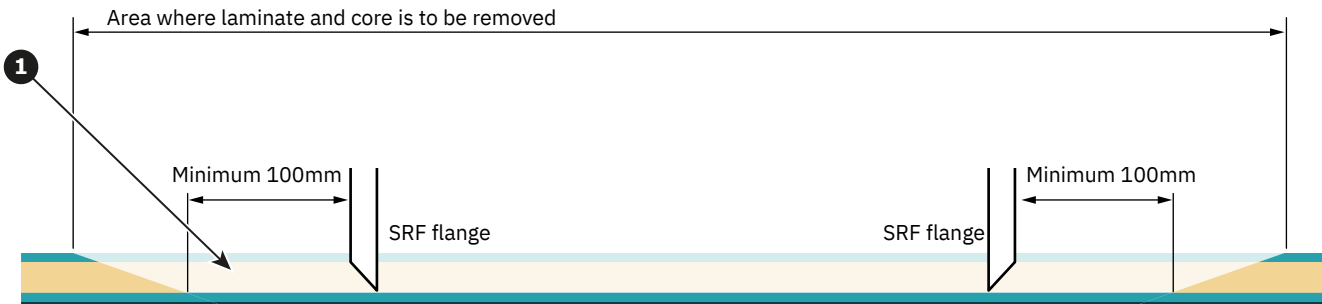 Area where laminate and core is to be removed
1
Minimum 100mm
Minimum 100mm
SRF flange
SRF flange